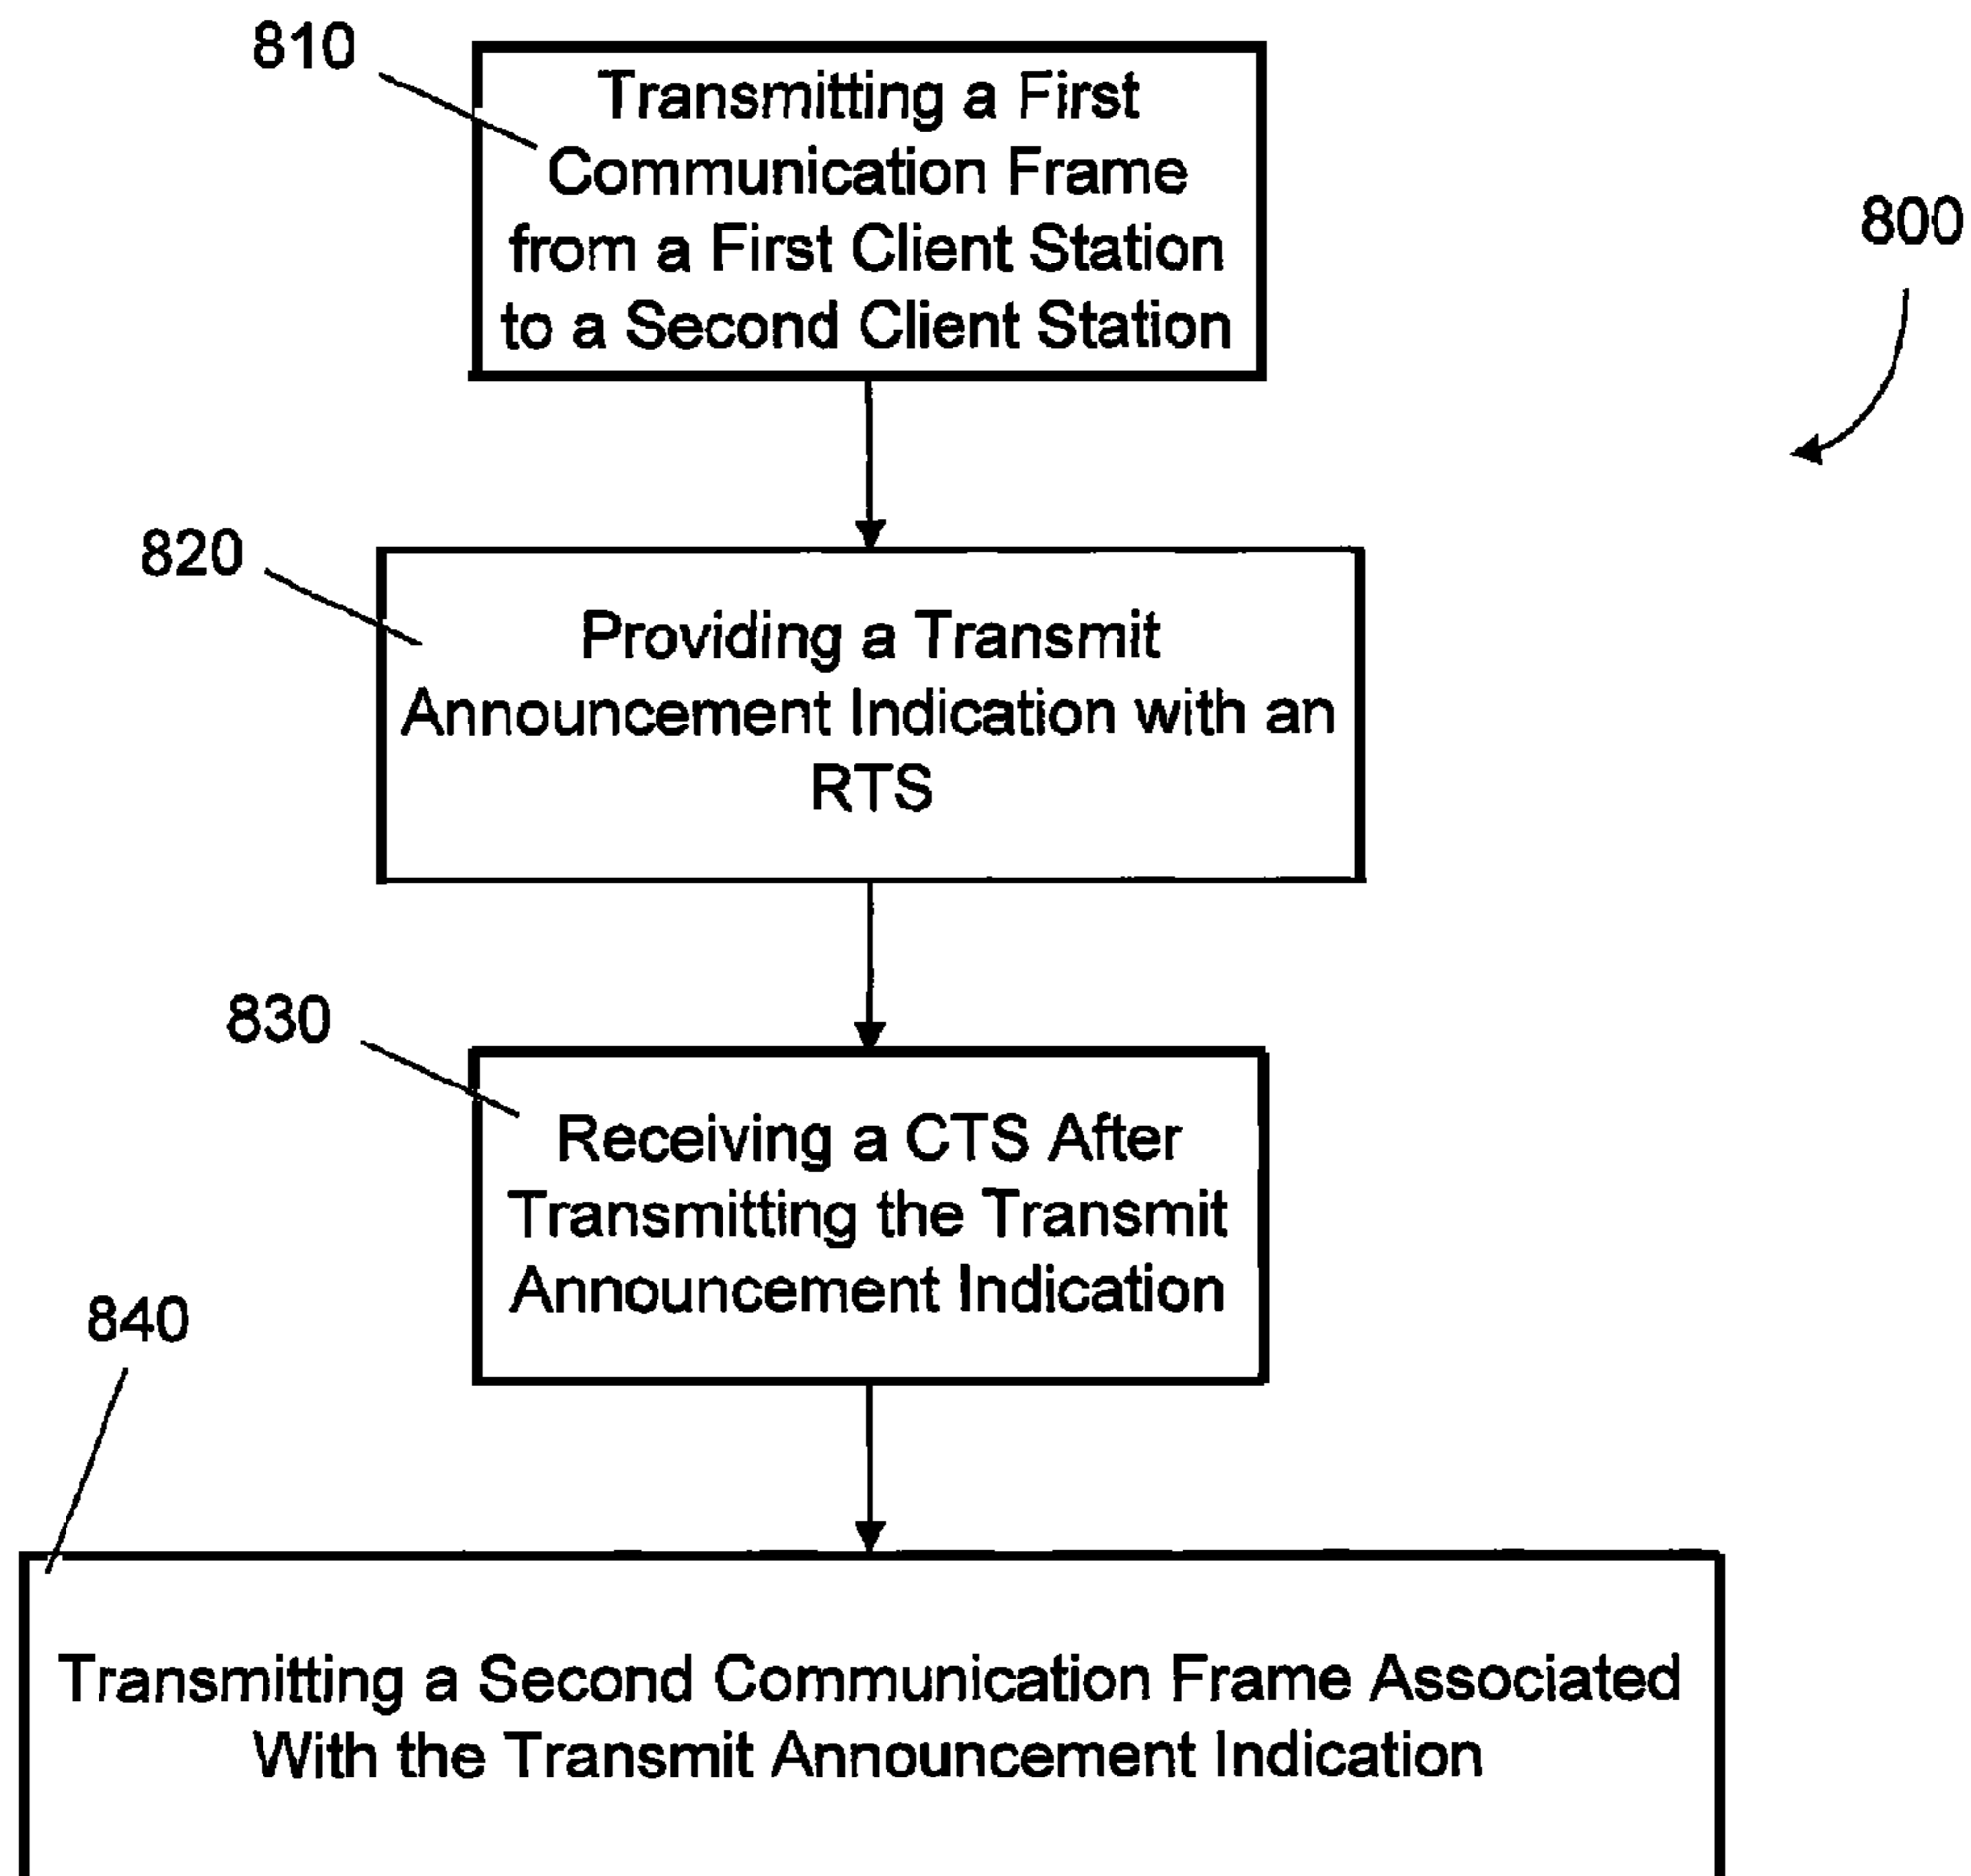 810
Transmitting a First
Communication Frame
from a First Client Station
to a Second Client Station
800
820
Providing a Transmit
Announcement Indication with an
RTS
830
Receiving a CTS After
Transmitting the Transmit
Announcement Indication
840
Transmitting a Second Communication Frame Associated
With the Transmit Announcement Indication